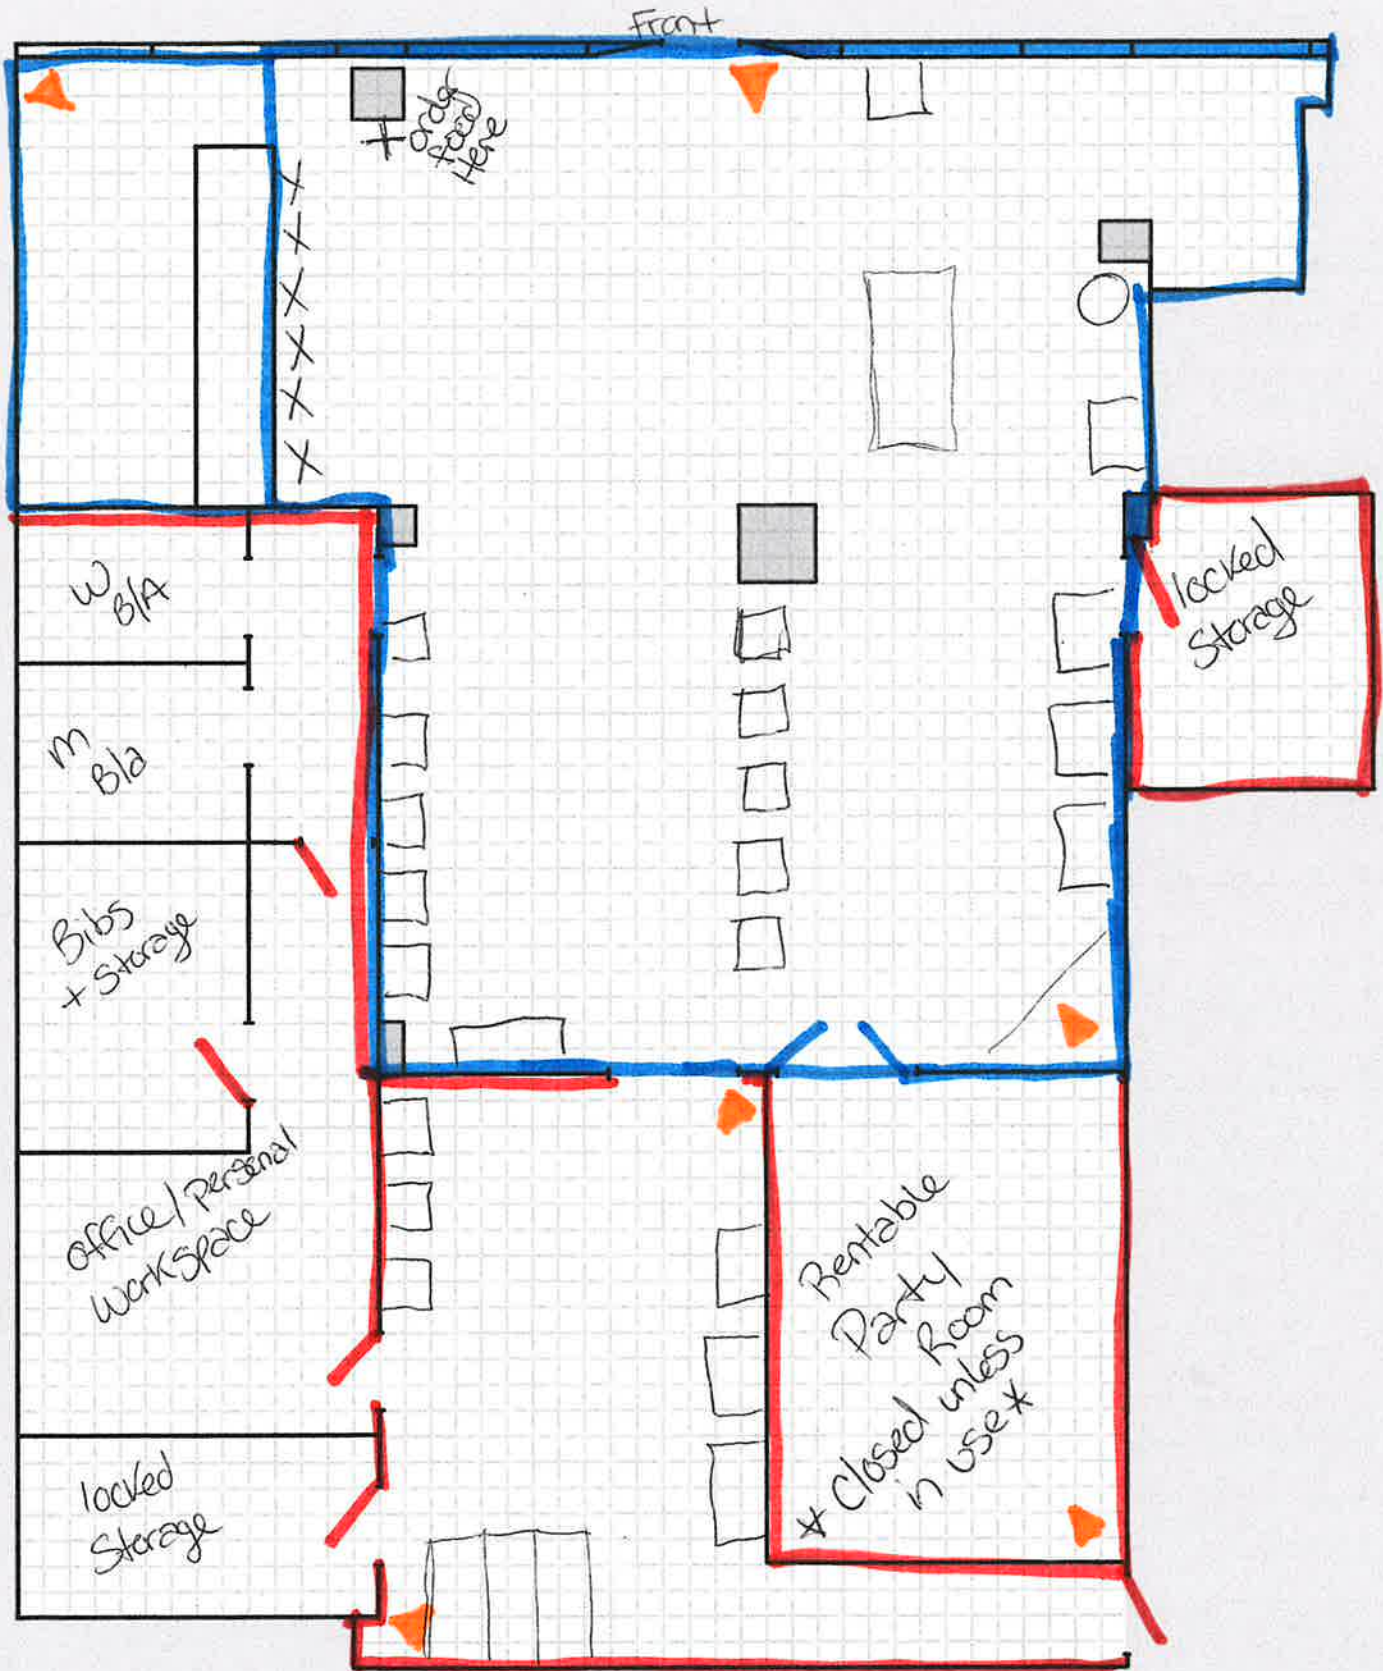 Front
+ order
food
Here
W
B/A
m
B/a
Bibs
+ Storage
office/personal
workspace
locked
Storage
locked
Storage
Rentable
Party
Room
* Closed unless
in use *